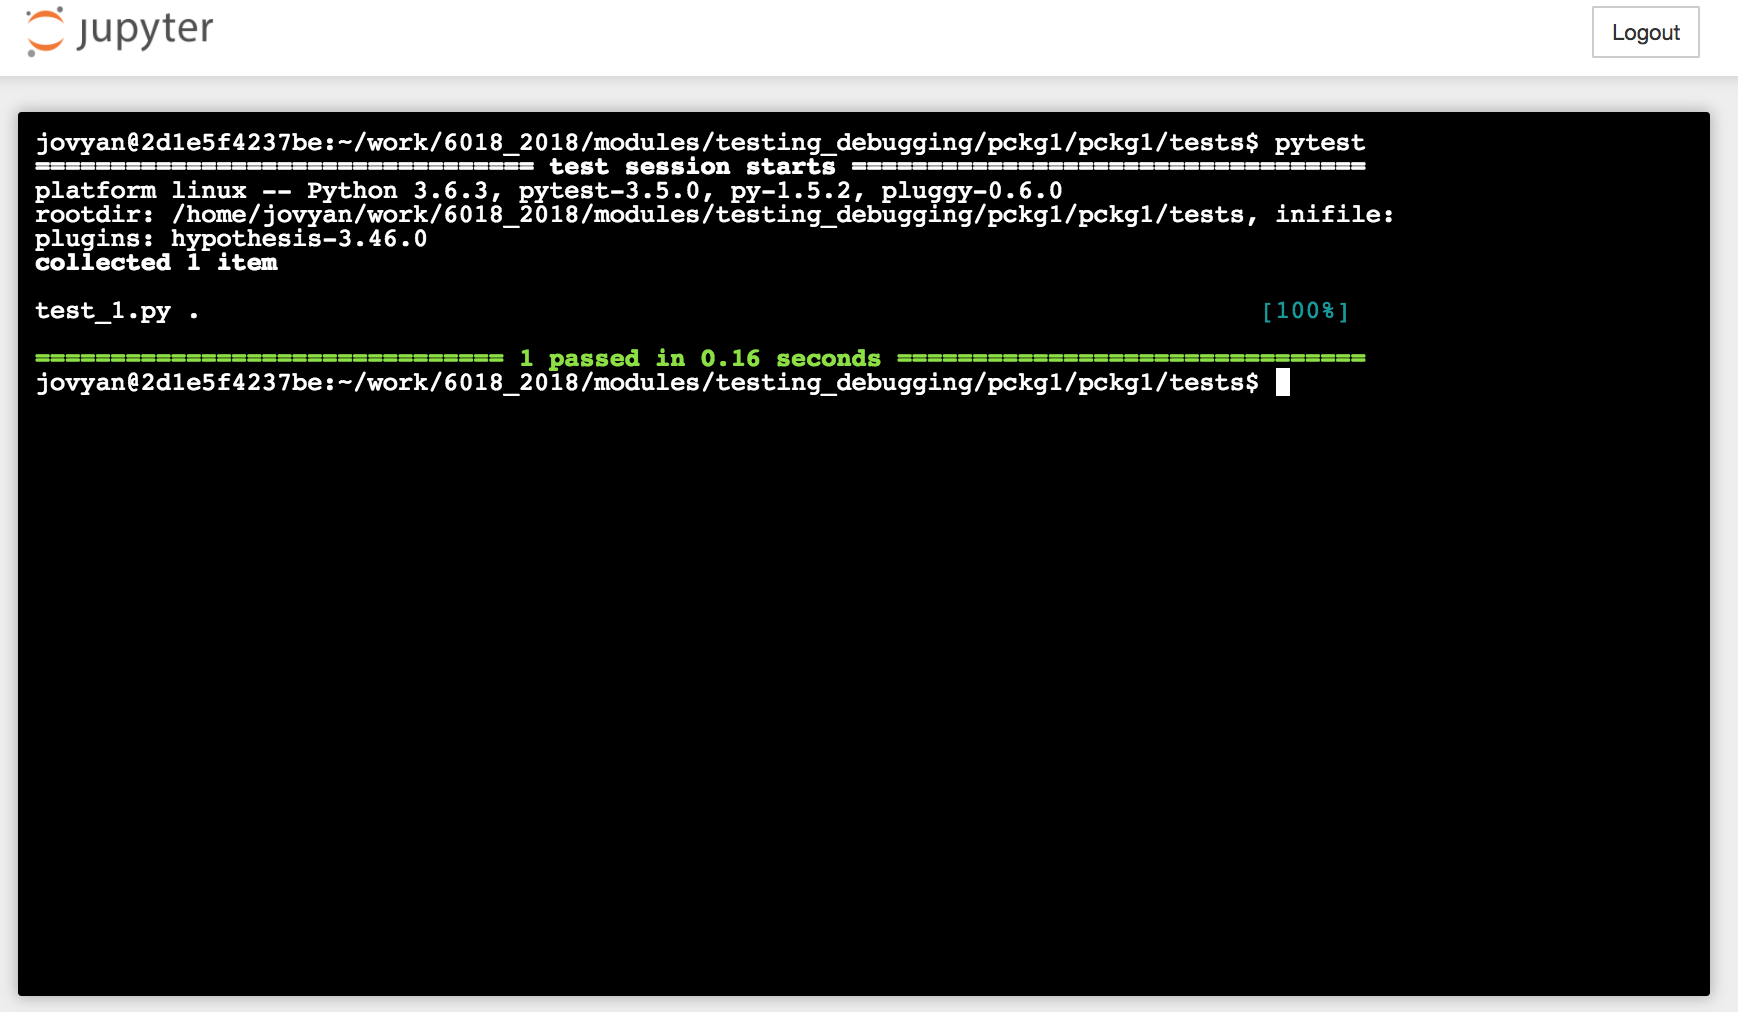 jupyter
Logout
jovyan@2d1e5f4237be:~/work/6018_2018/modules/testing_debugging/pckg1/pckg1/tests$ pytest
================================= test session starts ==================================
platform linux -- Python 3.6.3, pytest-3.5.0, py-1.5.2, pluggy-0.6.0
rootdir: /home/jovyan/work/6018_2018/modules/testing_debugging/pckg1/pckg1/tests, inifile:
plugins: hypothesis-3.46.0
collected 1 item
test_1.py . [100%]
=============================== 1 passed in 0.16 seconds ===============================
jovyan@2d1e5f4237be:~/work/6018_2018/modules/testing_debugging/pckg1/pckg1/tests$